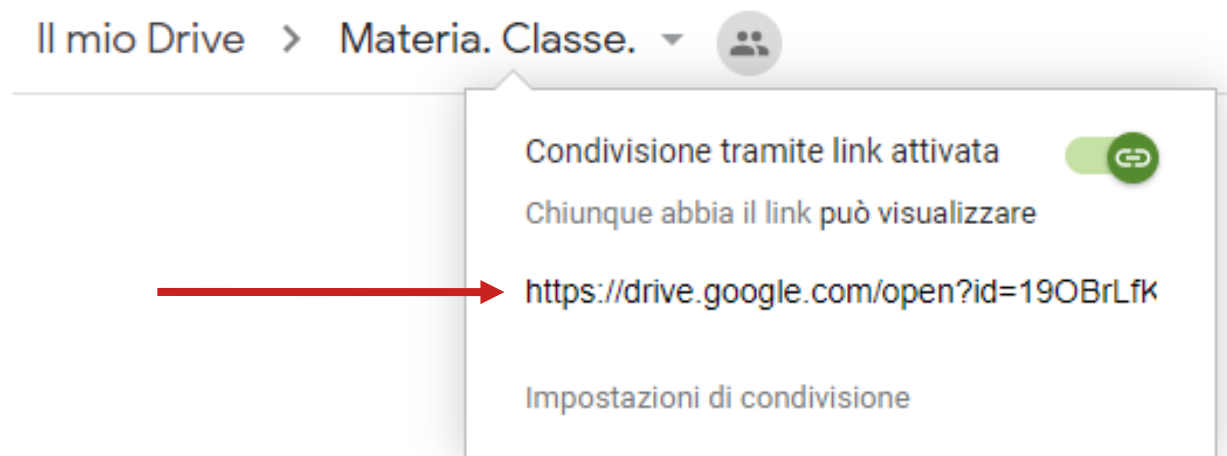 Il mio Drive > Materia. Classe.
Condivisione tramite link attivata
Chiunque abbia il link può visualizzare
https://drive.google.com/open?id=19OBrLfK
Impostazioni di condivisione